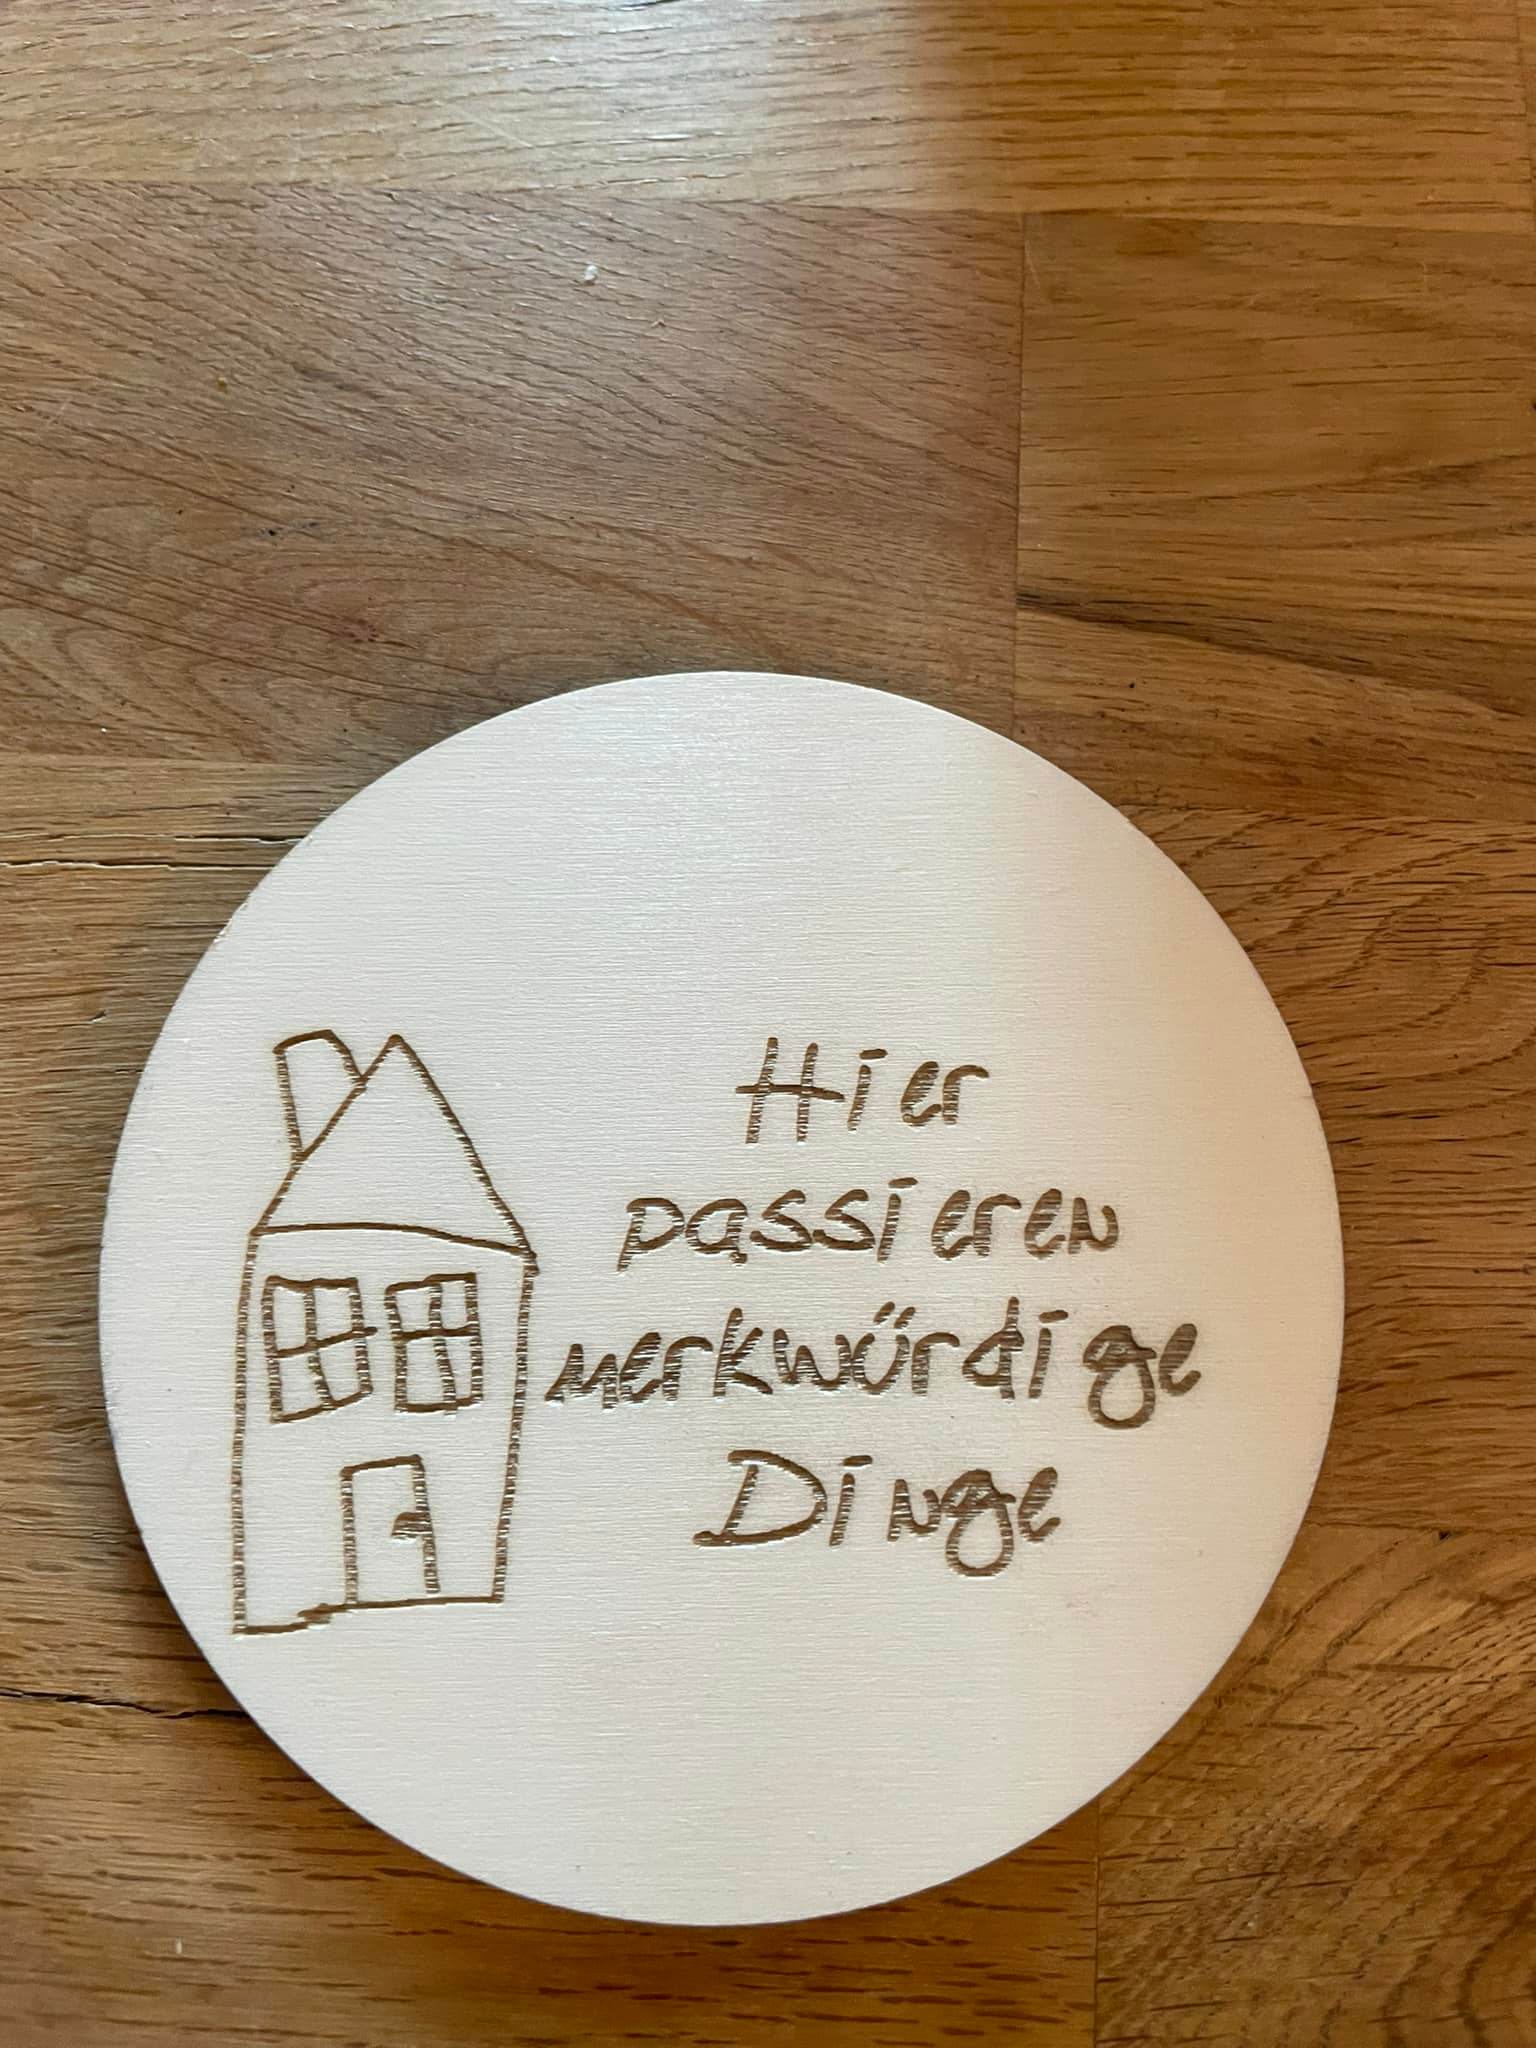 Hier
passieren
merkwürdige
Dinge